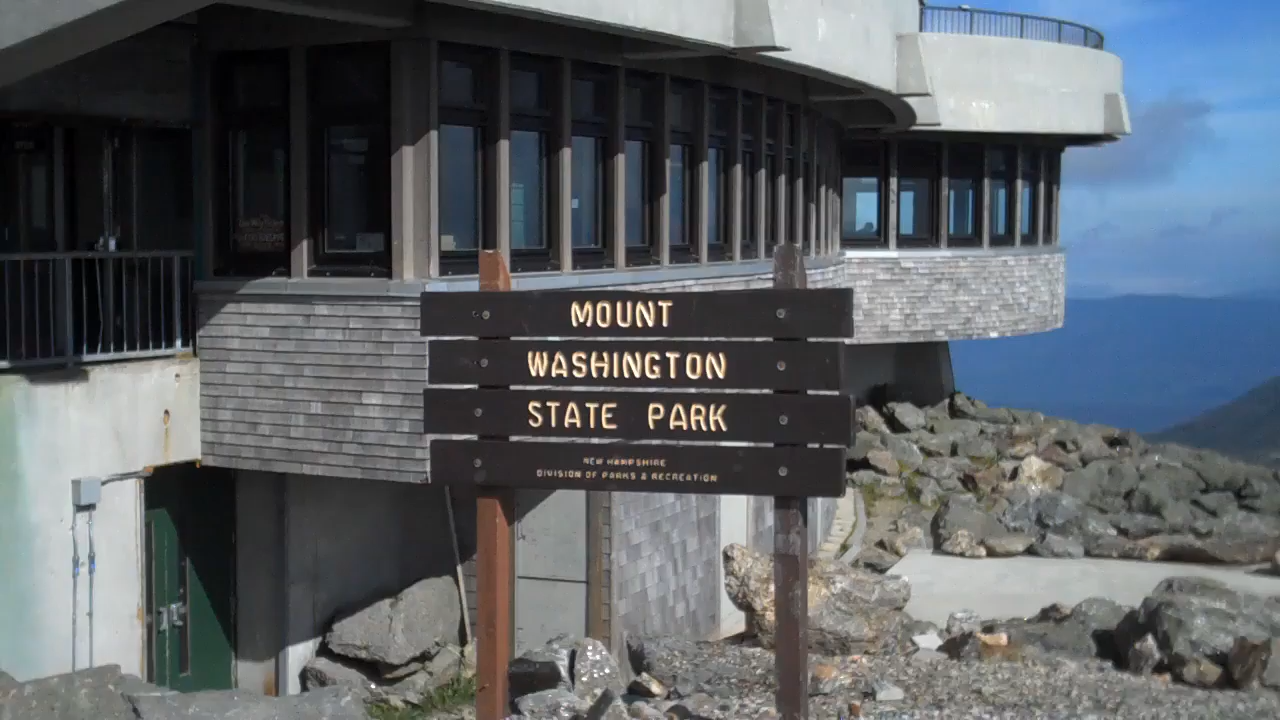 MOUNT
WASHINGTON
STATE PARK
NEW HAMPSHIRE
DIVISION OF PARKS & RECREATION